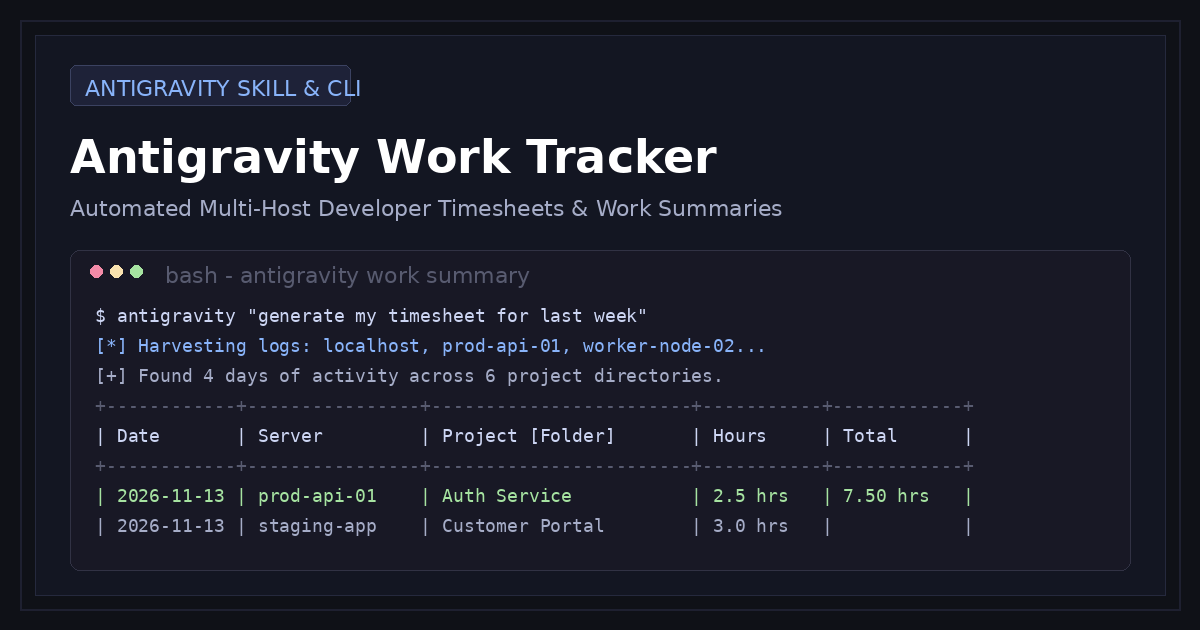 ANTIGRAVITY SKILL & CLI
Antigravity Work Tracker
Automated Multi-Host Developer Timesheets & Work Summaries
bash - antigravity work summary
$ antigravity "generate my timesheet for last week"
[*] Harvesting logs: localhost, prod-api-01, worker-node-02...
[+] Found 4 days of activity across 6 project directories.
+------------+----------------+------------------------+-----------+------------+
| Date       | Server         | Project [Folder]       | Hours     | Total      |
+------------+----------------+------------------------+-----------+------------+
| 2026-11-13 | prod-api-01    | Auth Service           | 2.5 hrs   | 7.50 hrs   |
| 2026-11-13 | staging-app    | Customer Portal        | 3.0 hrs   |            |